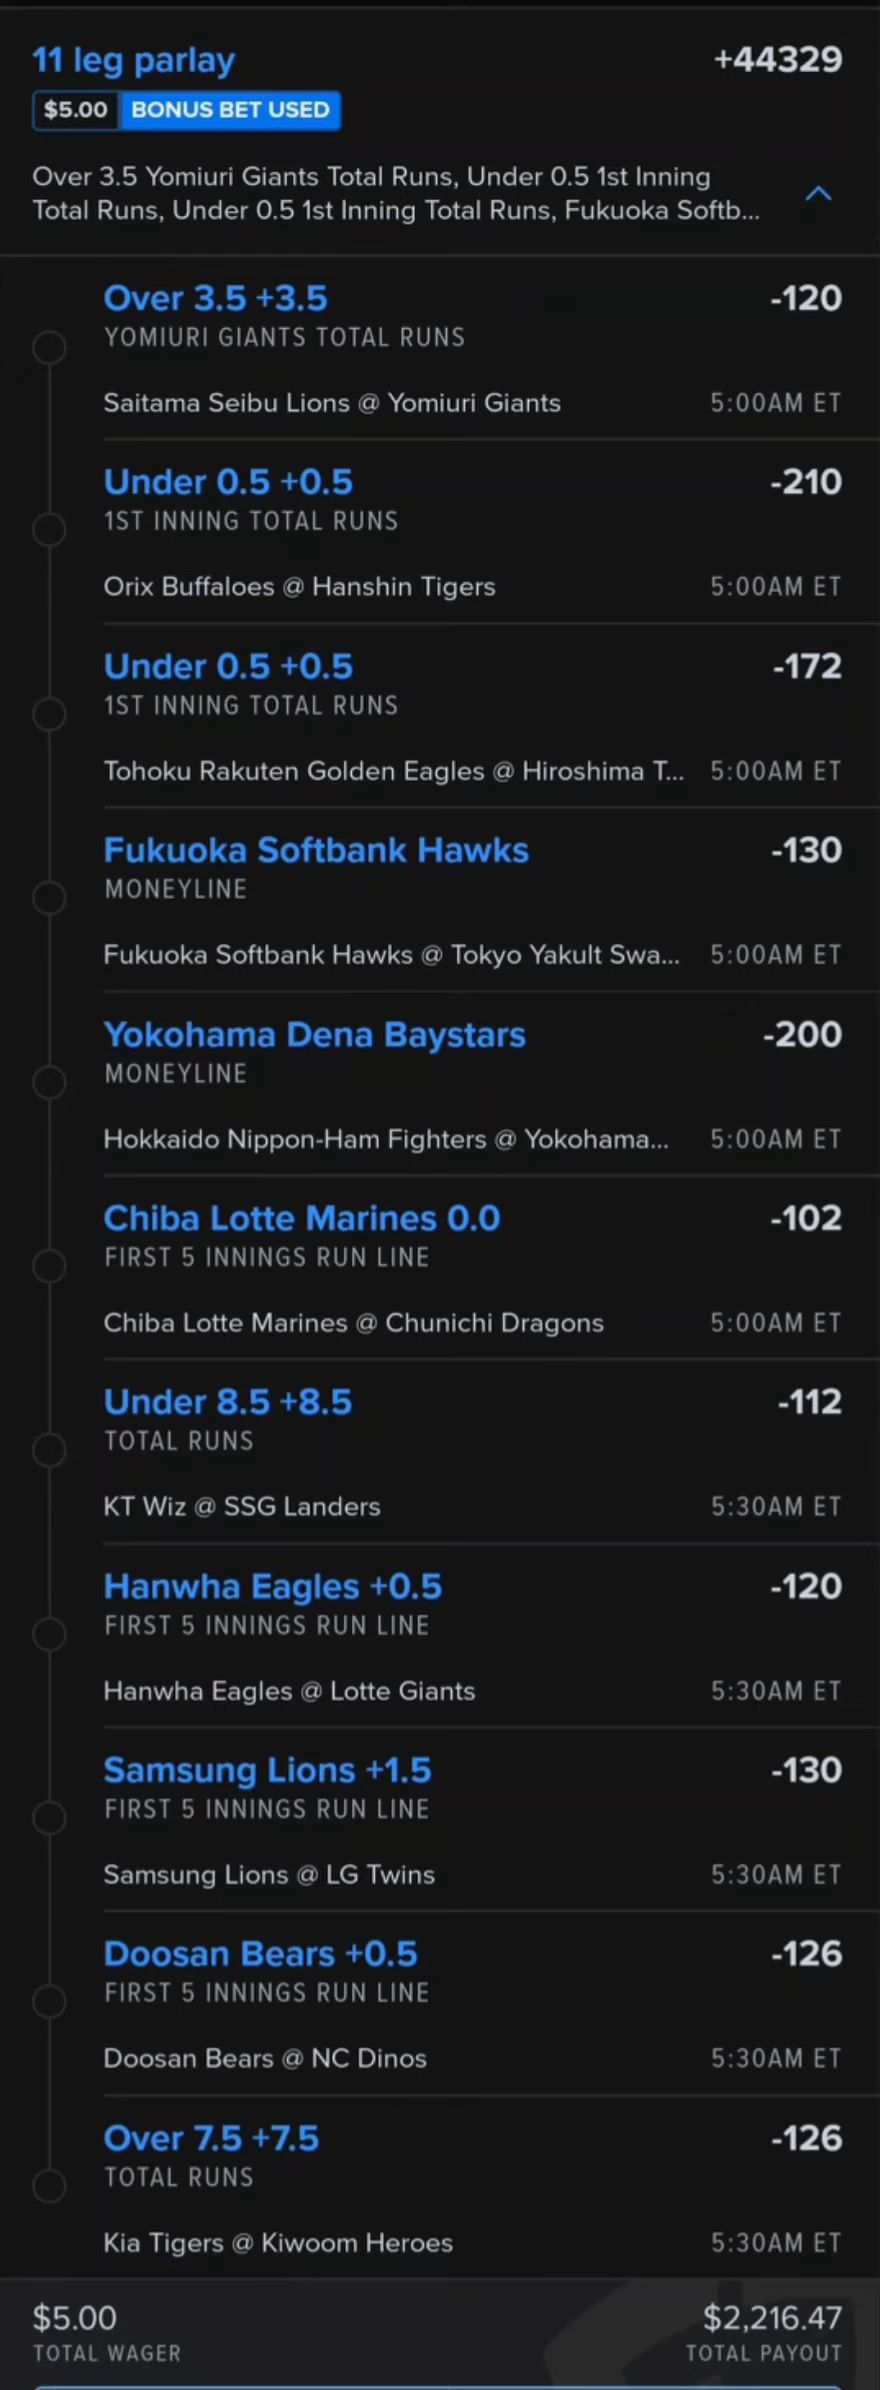 11 leg parlay +44329
$5.00 BONUS BET USED
Over 3.5 Yomiuri Giants Total Runs, Under 0.5 1st Inning
Total Runs, Under 0.5 1st Inning Total Runs, Fukuoka Softb...
Over 3.5 +3.5 -120
YOMIURI GIANTS TOTAL RUNS
Saitama Seibu Lions @ Yomiuri Giants 5:00AM ET
Under 0.5 +0.5 -210
1ST INNING TOTAL RUNS
Orix Buffaloes @ Hanshin Tigers 5:00AM ET
Under 0.5 +0.5 -172
1ST INNING TOTAL RUNS
Tohoku Rakuten Golden Eagles @ Hiroshima T... 5:00AM ET
Fukuoka Softbank Hawks -130
MONEYLINE
Fukuoka Softbank Hawks @ Tokyo Yakult Swa... 5:00AM ET
Yokohama Dena Baystars -200
MONEYLINE
Hokkaido Nippon-Ham Fighters @ Yokohama... 5:00AM ET
Chiba Lotte Marines 0.0 -102
FIRST 5 INNINGS RUN LINE
Chiba Lotte Marines @ Chunichi Dragons 5:00AM ET
Under 8.5 +8.5 -112
TOTAL RUNS
KT Wiz @ SSG Landers 5:30AM ET
Hanwha Eagles +0.5 -120
FIRST 5 INNINGS RUN LINE
Hanwha Eagles @ Lotte Giants 5:30AM ET
Samsung Lions +1.5 -130
FIRST 5 INNINGS RUN LINE
Samsung Lions @ LG Twins 5:30AM ET
Doosan Bears +0.5 -126
FIRST 5 INNINGS RUN LINE
Doosan Bears @ NC Dinos 5:30AM ET
Over 7.5 +7.5 -126
TOTAL RUNS
Kia Tigers @ Kiwoom Heroes 5:30AM ET
$5.00 $2,216.47
TOTAL WAGER TOTAL PAYOUT